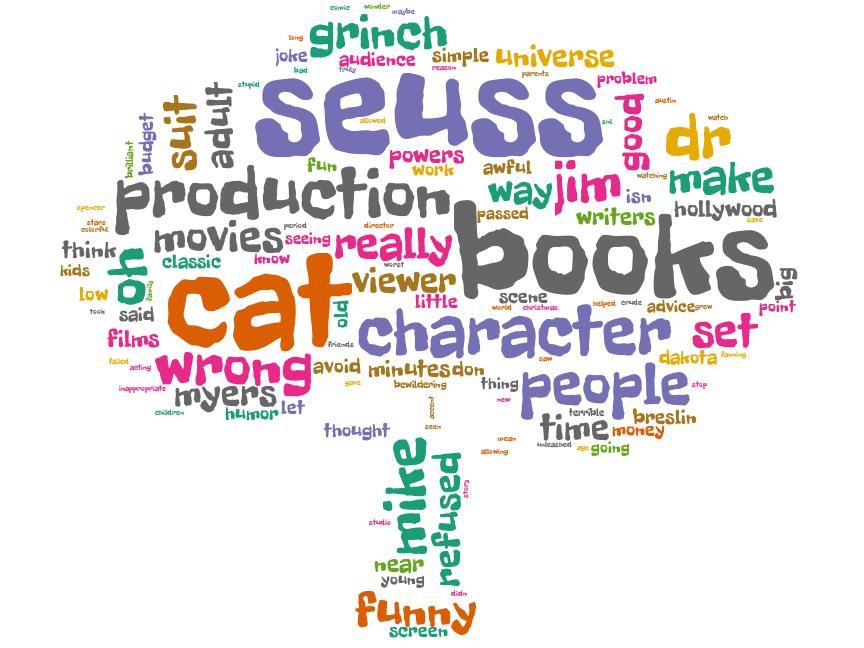 comic wonder maybe
long grinch
joke audience simple universe
bad truly reason parents
stupid seuss problem
allowed snl austin
budget suit adult good dr watch
brilliant fun powers work awful watching
production way jim isn make
spencer passed writers hollywood save
stars colorful period director
think movies seeing really books
kids oh classic know worst viewer big
low family cat little scene
tools said old world christmas helped crude advice grew point
films character set
friends saw dakota fanning
failed acting wrong avoid minutes don
inappropriate myers gave bewildering thing people stop
children humor let accent new terrible breslin
thought seen time money
mean unleashed age going
allowing
mike refused story
studio
near
young didn
funny
screen